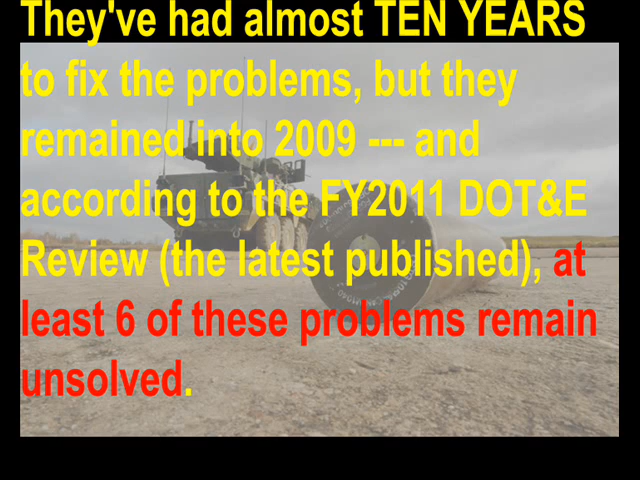 They've had almost TEN YEARS
to fix the problems, but they
remained into 2009 --- and
according to the FY2011 DOT&E
Review (the latest published), at
least 6 of these problems remain
unsolved.